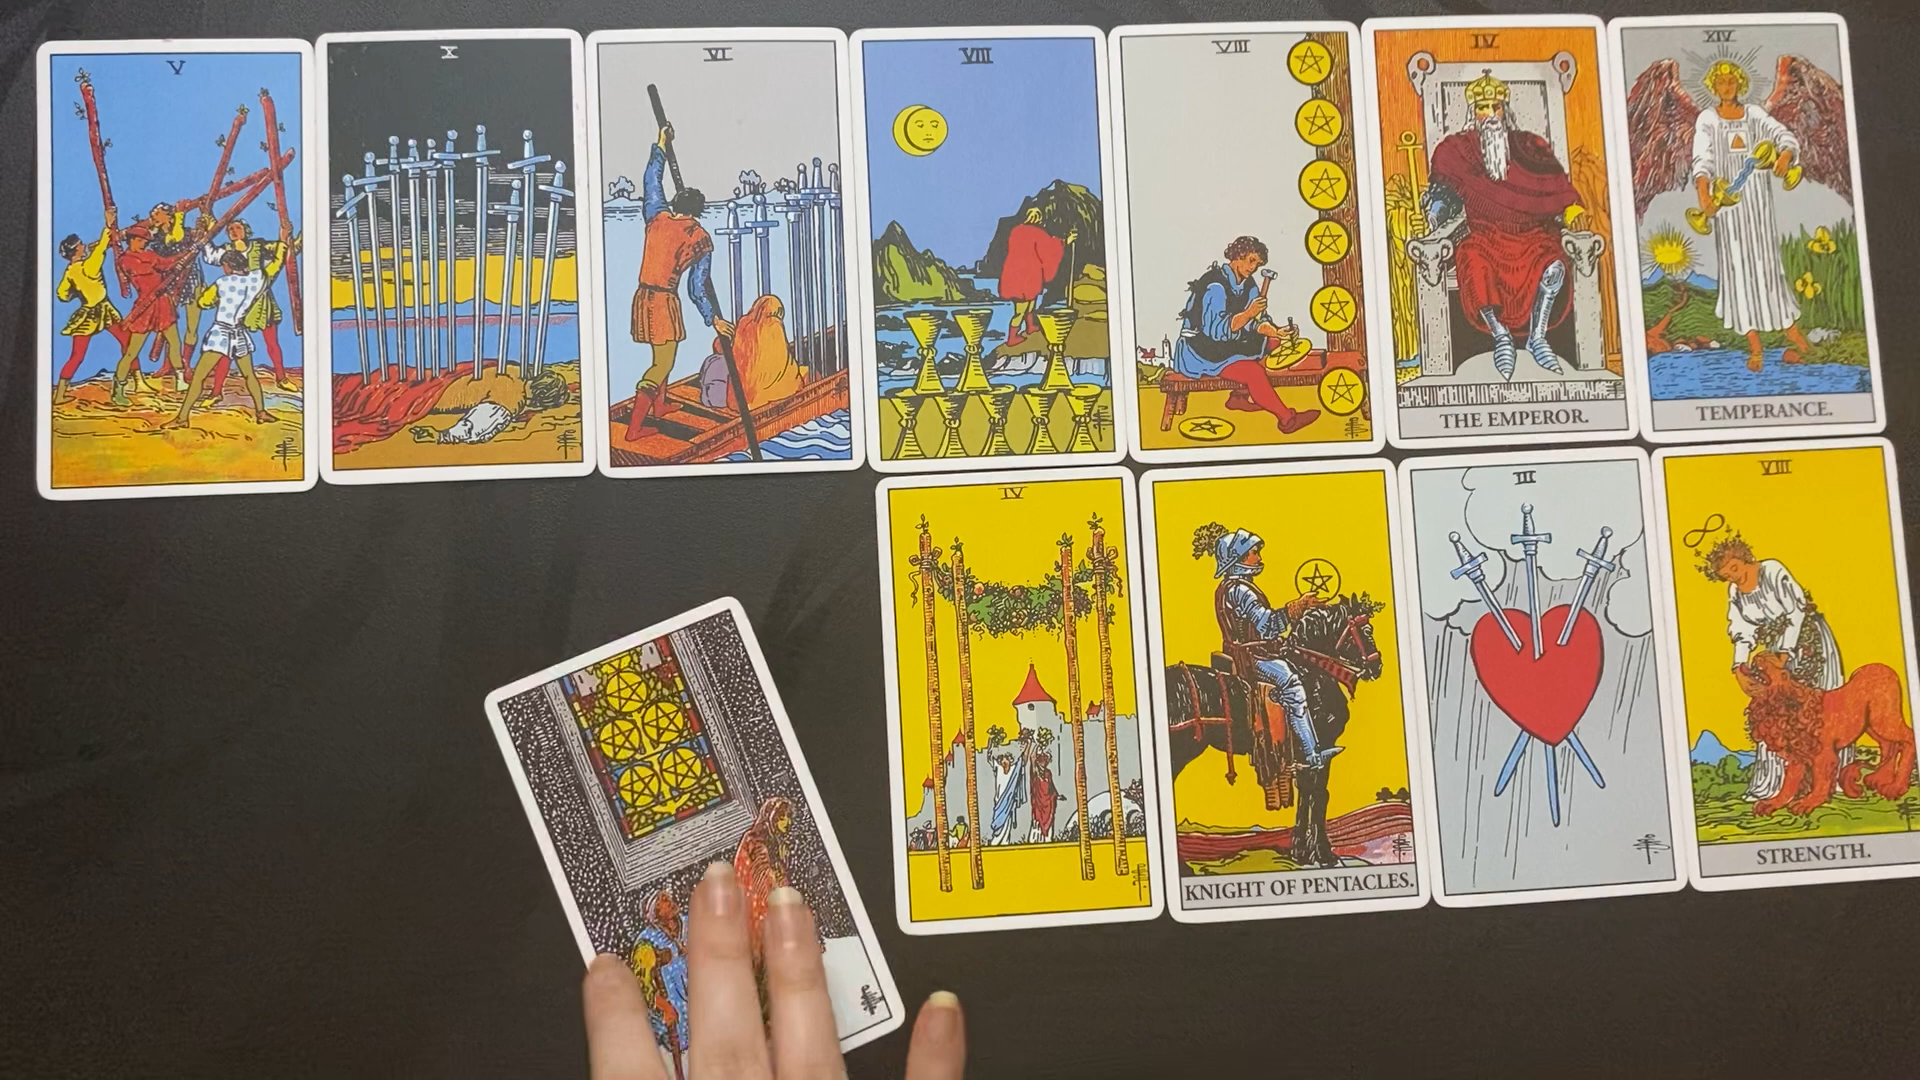 V
X
VI
VIII
VIII
IV
THE EMPEROR.
XIV
TEMPERANCE.
IV
KNIGHT OF PENTACLES.
III
VIII
STRENGTH.